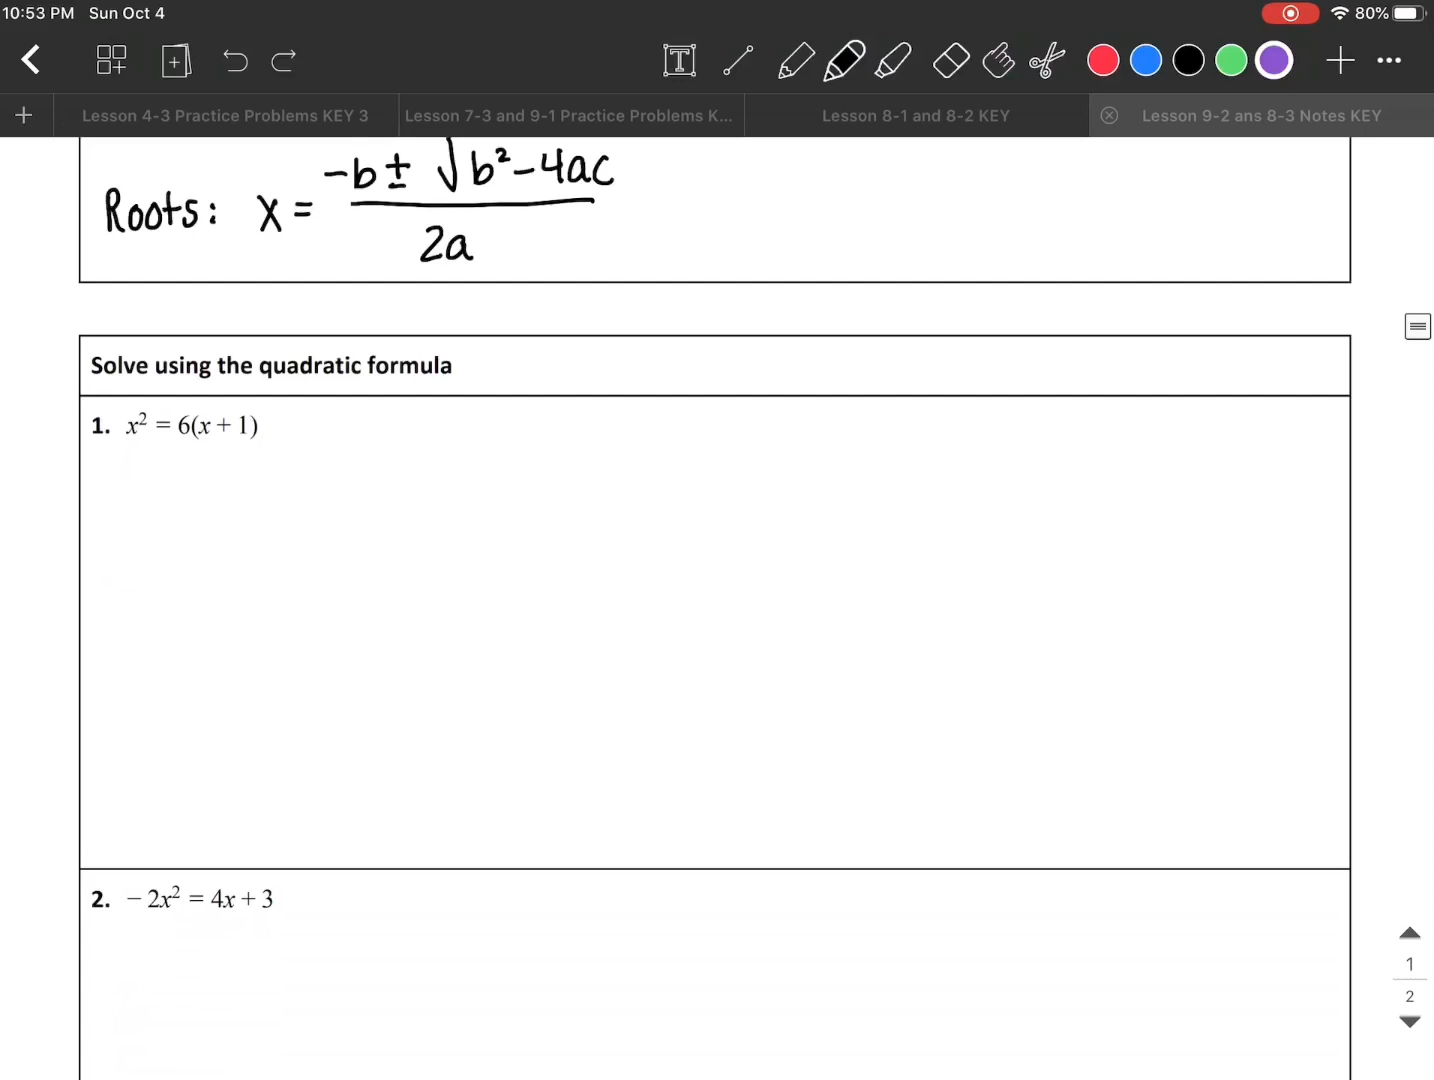 10:53 PM Sun Oct 4
80%
T
Lesson 4-3 Practice Problems KEY 3
Lesson 7-3 and 9-1 Practice Problems K...
Lesson 8-1 and 8-2 KEY
Lesson 9-2 ans 8-3 Notes KEY
Roots: x = (-b ± √(b² - 4ac)) / 2a
Solve using the quadratic formula
1. x² = 6(x + 1)
2. − 2x² = 4x + 3
1
2